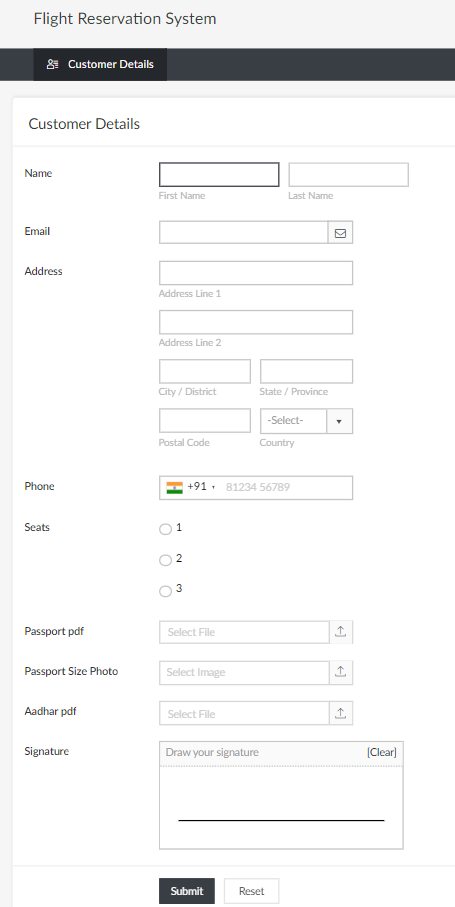 Flight Reservation System
Customer Details
Customer Details
Name
First Name Last Name
Email
Address
Address Line 1
Address Line 2
City / District State / Province
-Select-
Postal Code Country
Phone +91 81234 56789
Seats 1
2
3
Passport pdf Select File
Passport Size Photo Select Image
Aadhar pdf Select File
Signature Draw your signature [Clear]
Submit Reset